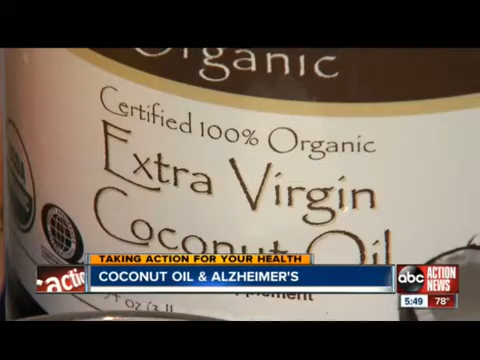 Organic
Certified 100% Organic
Extra Virgin
Coconut Oil
TAKING ACTION FOR YOUR HEALTH
COCONUT OIL & ALZHEIMER'S
abc ACTION NEWS
5:49 78°